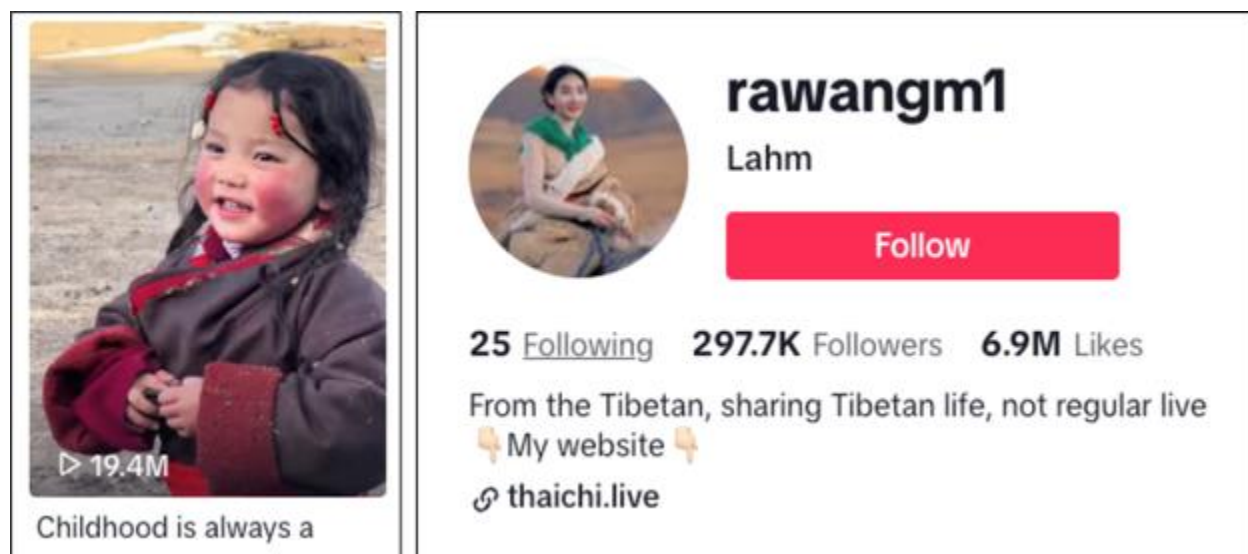 19.4M
Childhood is always a
rawangm1
Lahm
Follow
25 Following 297.7K Followers 6.9M Likes
From the Tibetan, sharing Tibetan life, not regular live
👇🏻My website👇🏻
thaichi.live